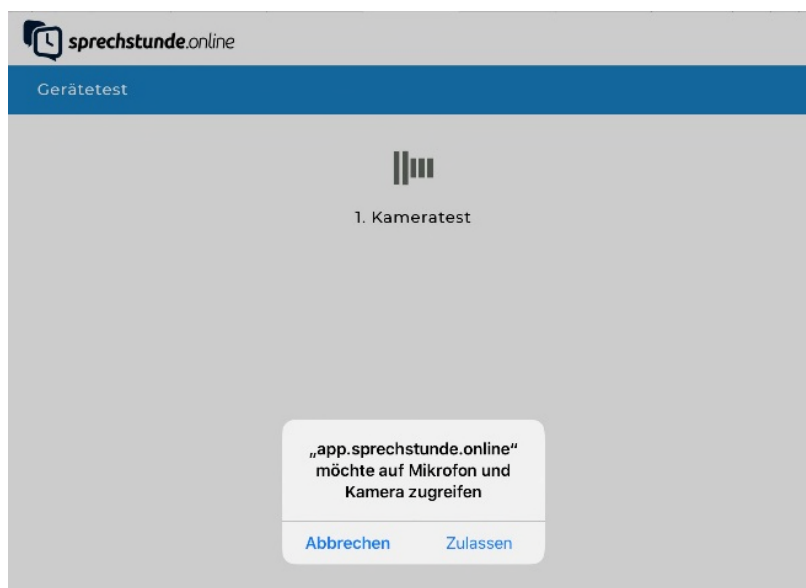 sprechstunde.online
Gerätetest
1. Kameratest
„app.sprechstunde.online“
möchte auf Mikrofon und
Kamera zugreifen
Abbrechen Zulassen